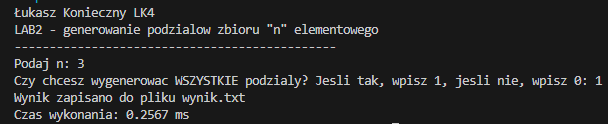 Łukasz Konieczny LK4
LAB2 - generowanie podzialow zbioru "n" elementowego
----------------------------------------------
Podaj n: 3
Czy chcesz wygenerowac WSZYSTKIE podzialy? Jesli tak, wpisz 1, jesli nie, wpisz 0: 1
Wynik zapisano do pliku wynik.txt
Czas wykonania: 0.2567 ms